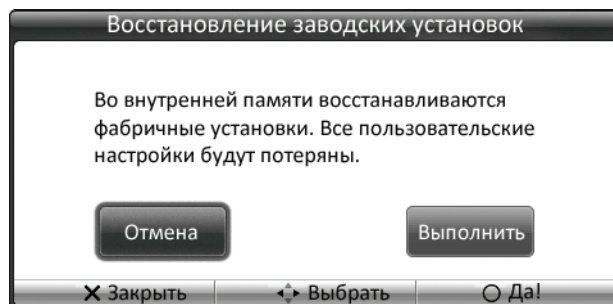 Восстановление заводских установок
Во внутренней памяти восстанавливаются
фабричные установки. Все пользовательские
настройки будут потеряны.
Отмена
Выполнить
Закрыть
Выбрать
Да!